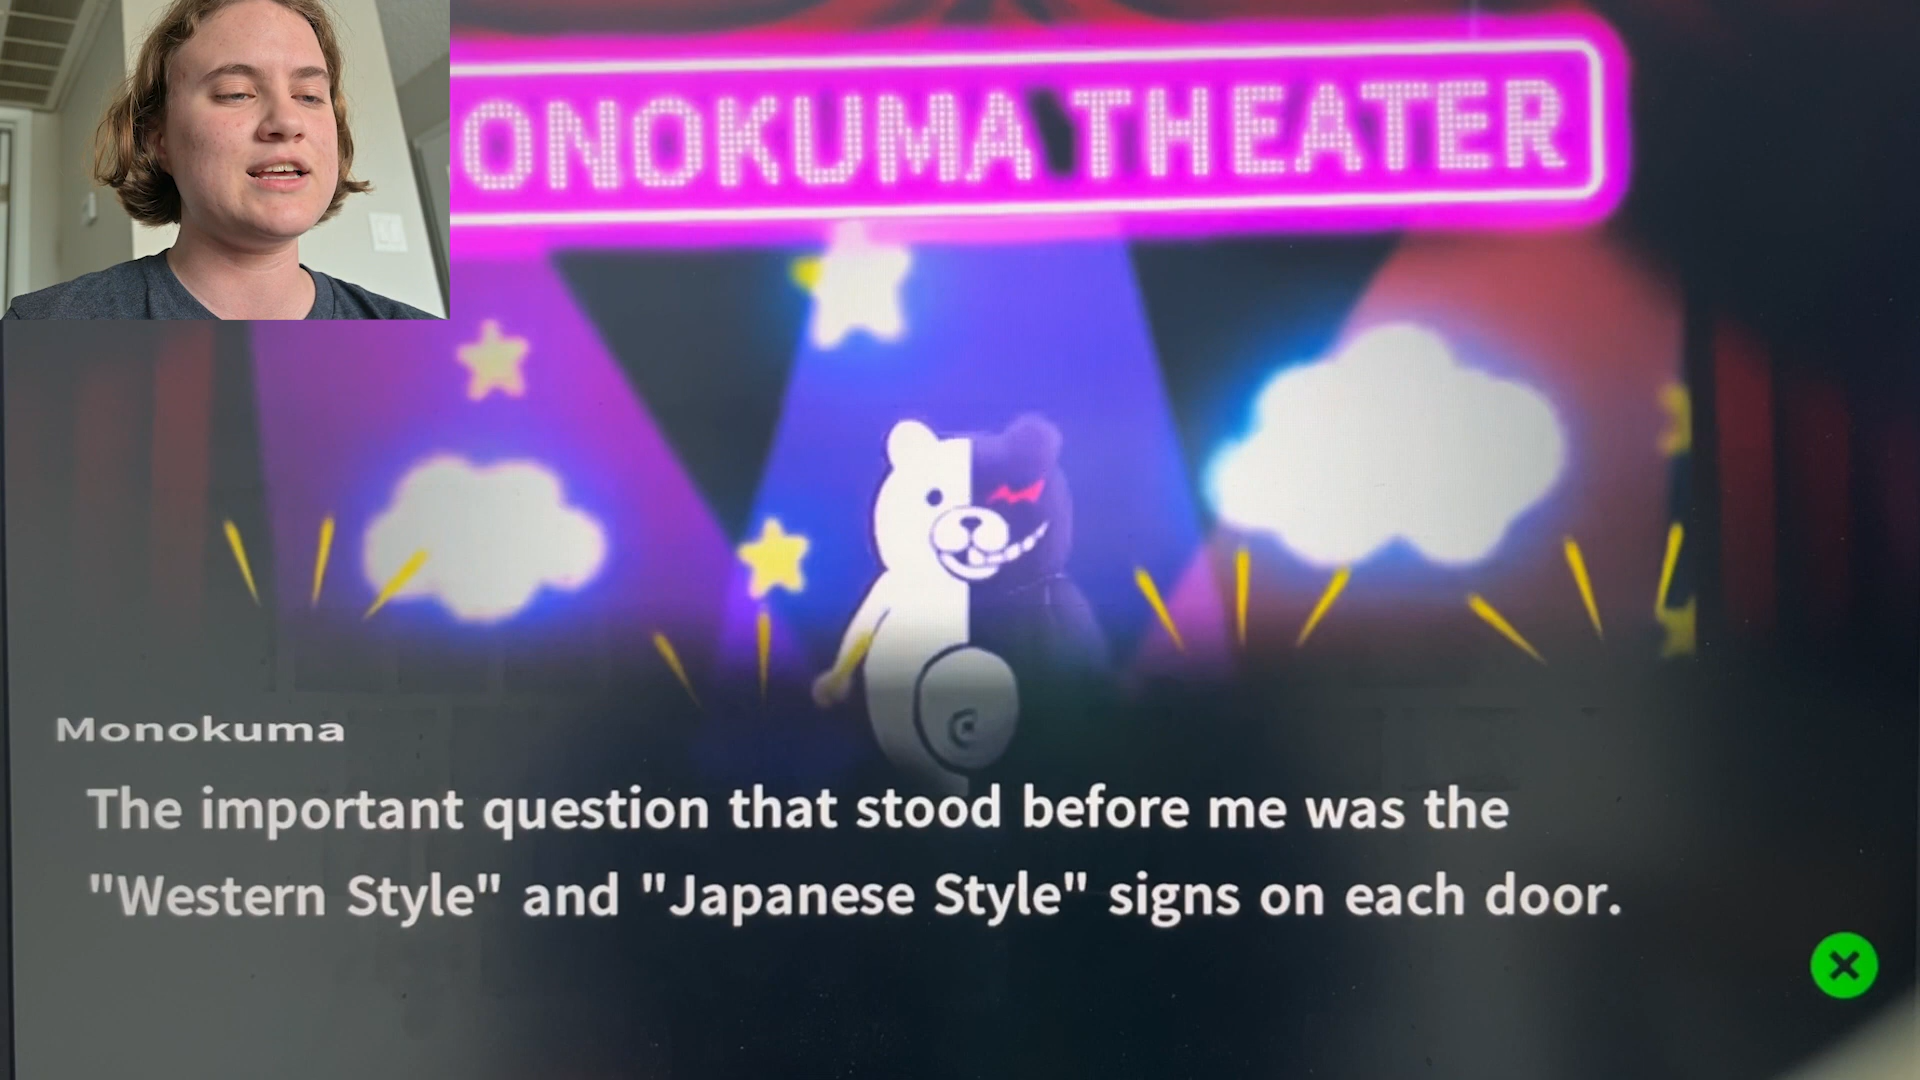 ONOKUMA THEATER
Monokuma
The important question that stood before me was the
"Western Style" and "Japanese Style" signs on each door.